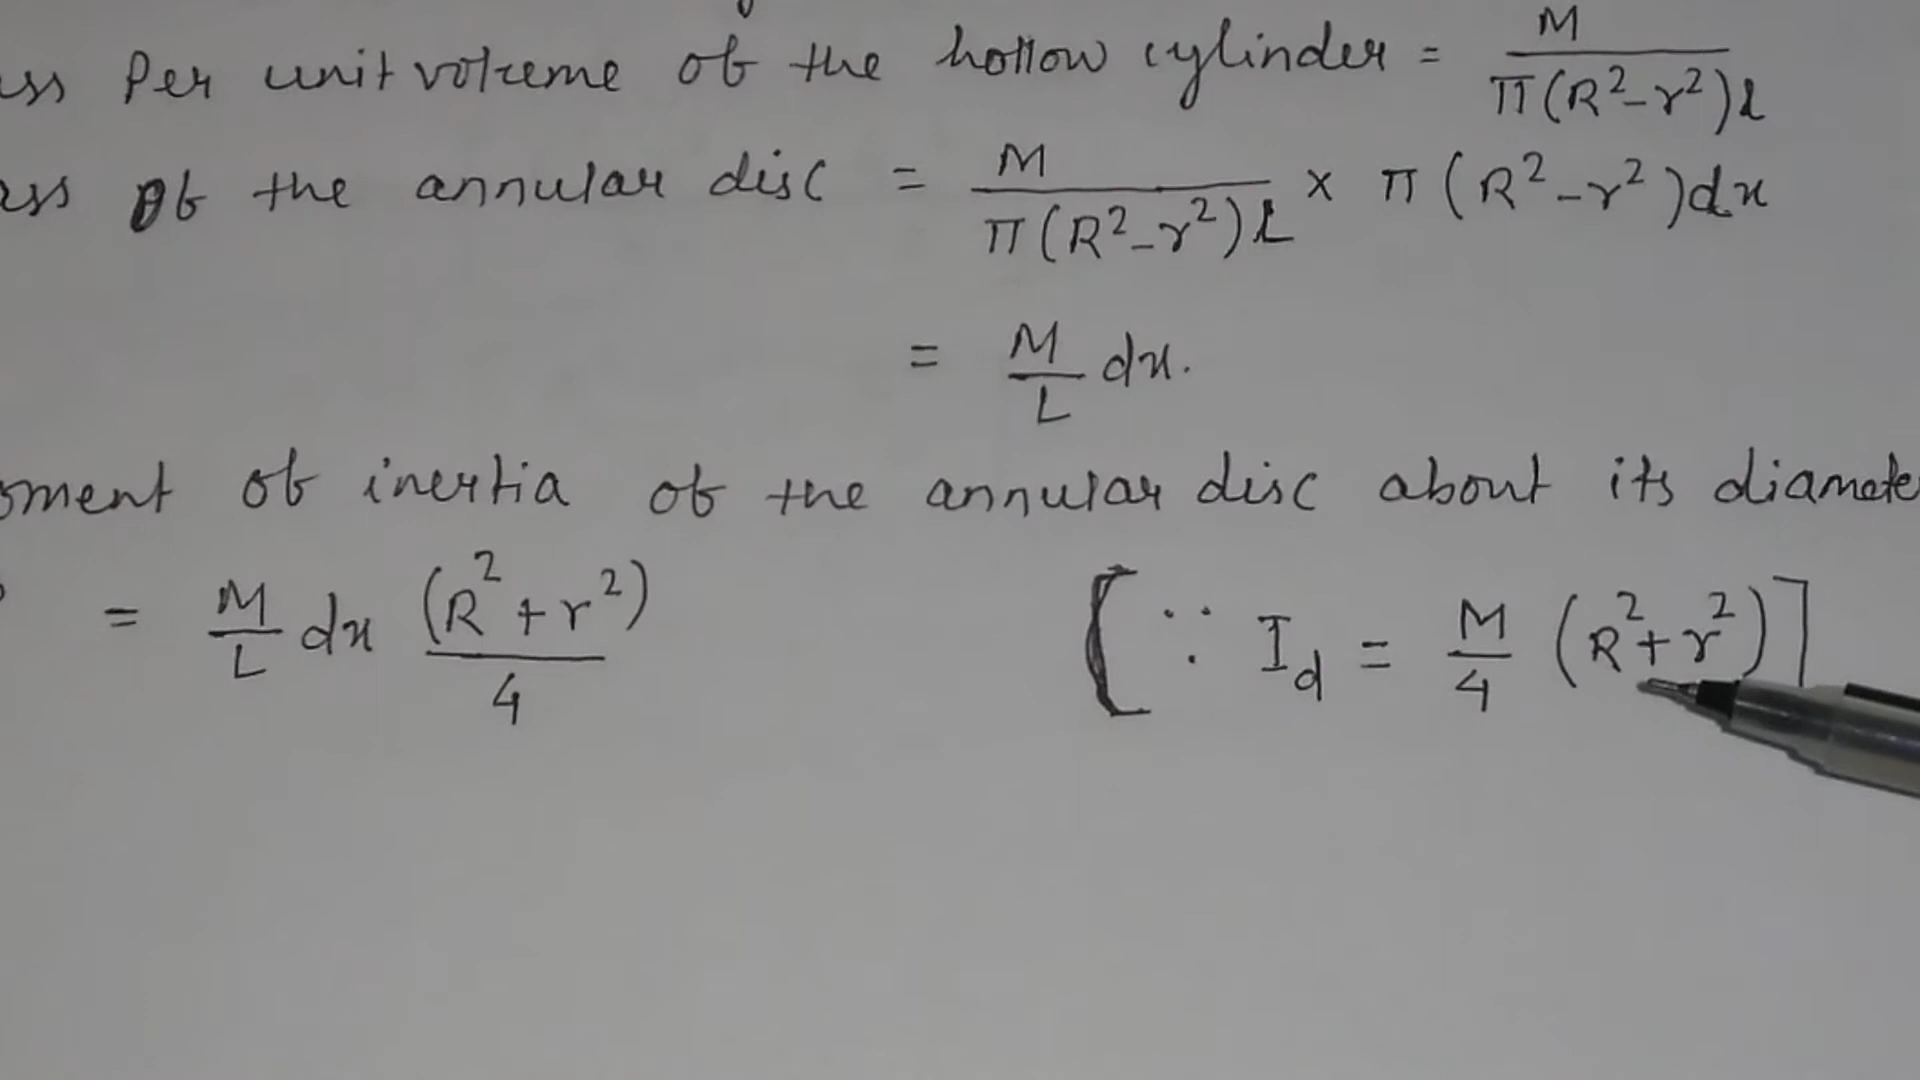 ss Per unit volume of the hollow cylinder = M / π(R²-r²)l
ss of the annular disc = M / π(R²-r²)L × π(R²-r²)dx
= M/L dx.
oment of inertia of the annular disc about its diamete
= M/L dx (R²+r²)/4 [∵ I_d = M/4 (R²+r²)]